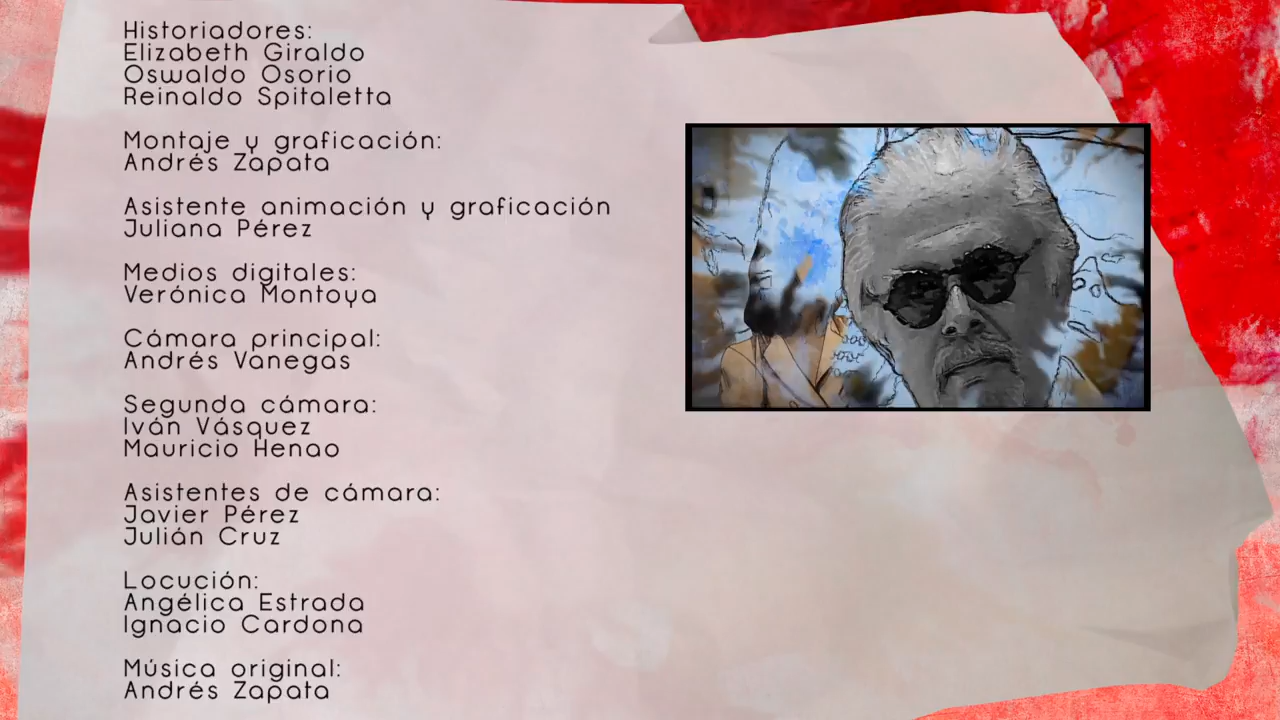 Historiadores:
Elizabeth Giraldo
Oswaldo Osorio
Reinaldo Spitaletta
Montaje y graficación:
Andrés Zapata
Asistente animación y graficación
Juliana Pérez
Medios digitales:
Verónica Montoya
Cámara principal:
Andrés Vanegas
Segunda cámara:
Iván Vásquez
Mauricio Henao
Asistentes de cámara:
Javier Pérez
Julián Cruz
Locución:
Angélica Estrada
Ignacio Cardona
Música original:
Andrés Zapata